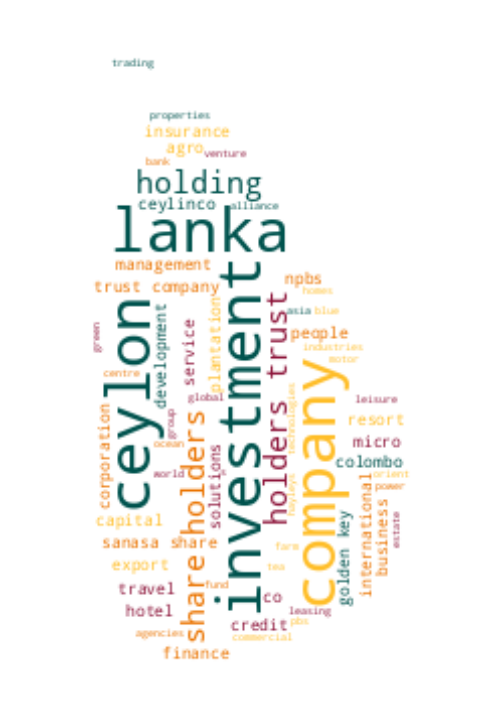 trading
properties
insurance
agro
venture
bank
holding
ceylinco
alliance
lanka
management
trust company
npbs
homes
investment
holders trust
asia
blue
ceylon
development
plantation
service
people
green
industries
motor
company
centre
global
technologies
leisure
corporation
group
share holders
resort
ocean
solutions
micro
world
colombo
hayleys
orient
international
power
business
capital
golden key
estate
sanasa share
farm
export
tea
travel
fund
co
hotel
leasing
credit
pbs
agencies
commercial
finance